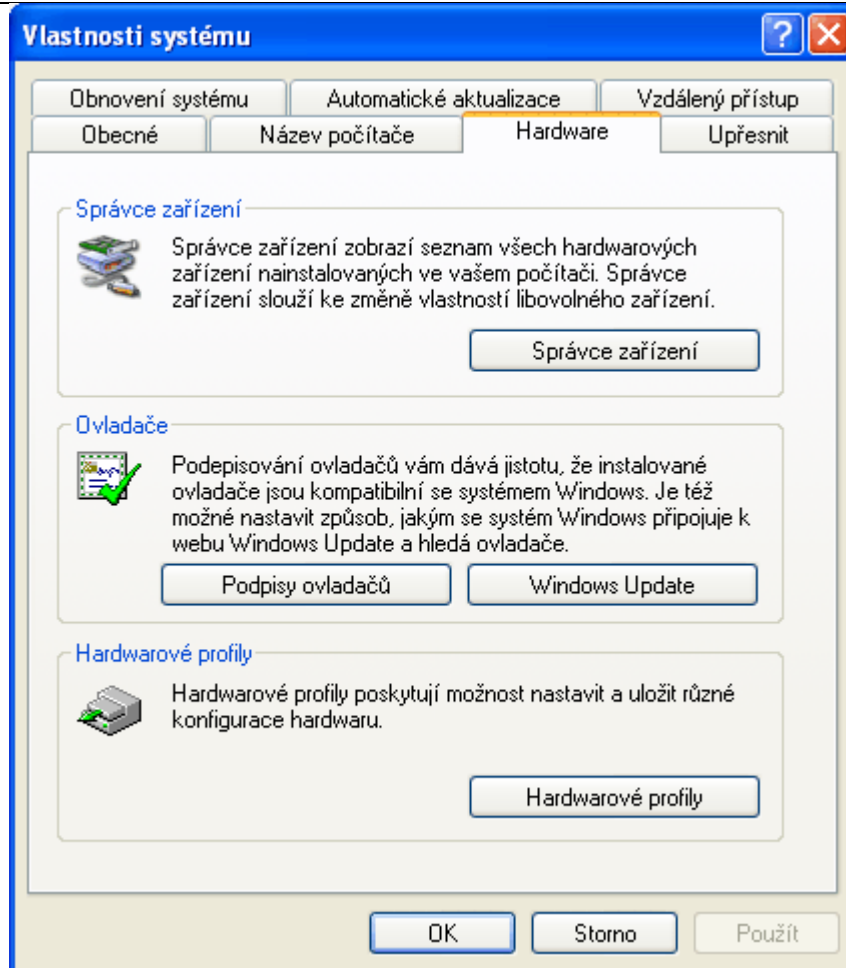 Vlastnosti systému
Obnovení systému Automatické aktualizace Vzdálený přístup
Obecné Název počítače Hardware Upřesnit
Správce zařízení
Správce zařízení zobrazí seznam všech hardwarových
zařízení nainstalovaných ve vašem počítači. Správce
zařízení slouží ke změně vlastností libovolného zařízení.
Správce zařízení
Ovladače
Podepisování ovladačů vám dává jistotu, že instalované
ovladače jsou kompatibilní se systémem Windows. Je též
možné nastavit způsob, jakým se systém Windows připojuje k
webu Windows Update a hledá ovladače.
Podpisy ovladačů Windows Update
Hardwarové profily
Hardwarové profily poskytují možnost nastavit a uložit různé
konfigurace hardwaru.
Hardwarové profily
OK Storno Použít